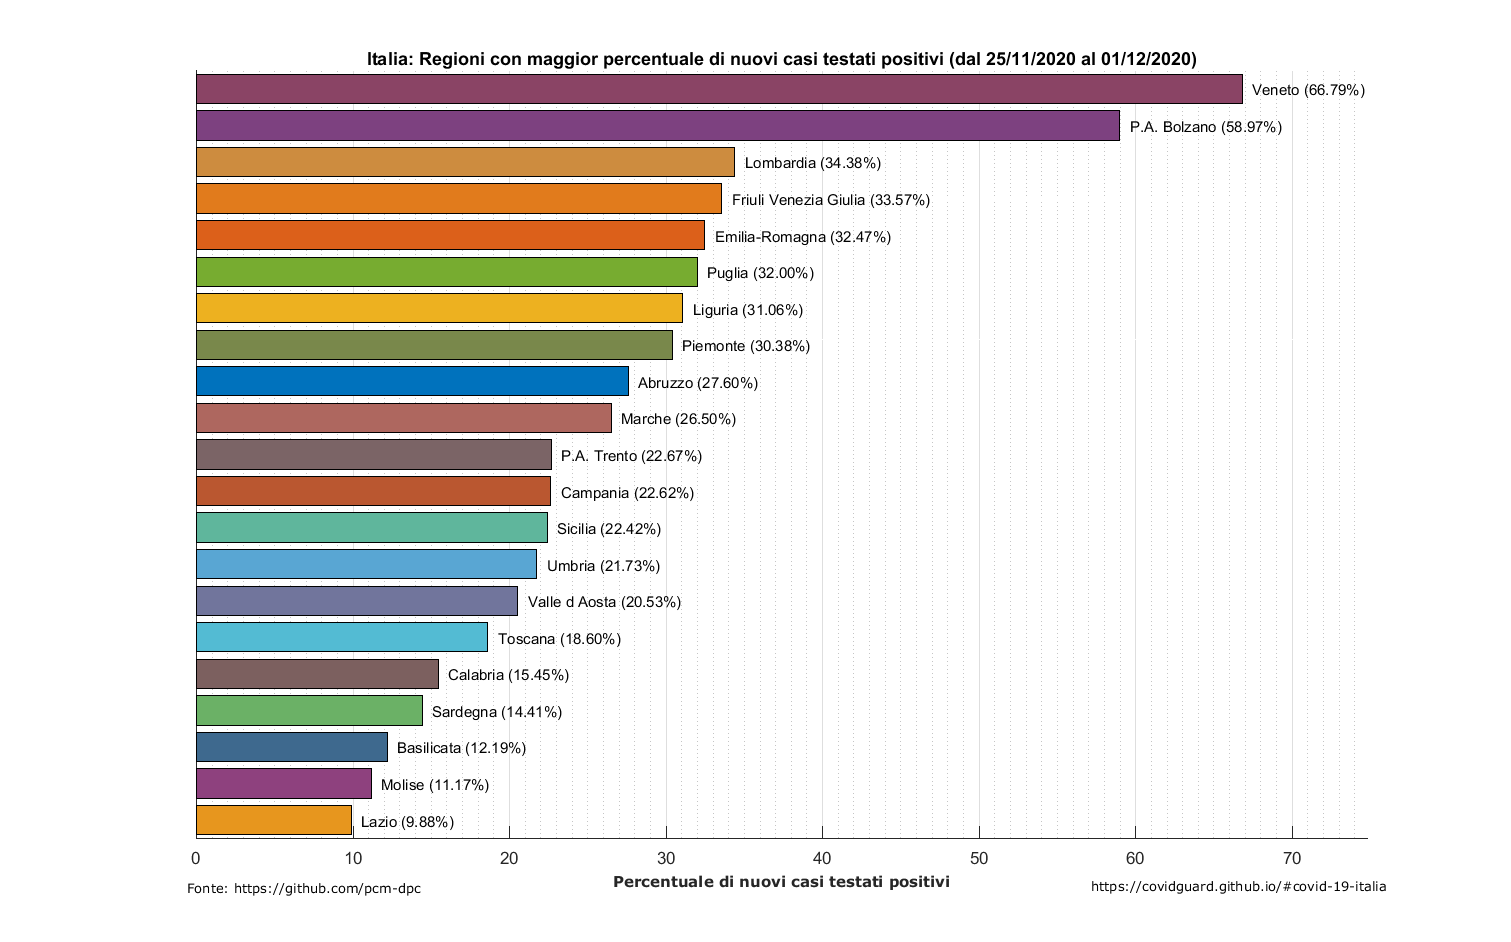 Italia: Regioni con maggior percentuale di nuovi casi testati positivi (dal 25/11/2020 al 01/12/2020)
Veneto (66.79%)
P.A. Bolzano (58.97%)
Lombardia (34.38%)
Friuli Venezia Giulia (33.57%)
Emilia-Romagna (32.47%)
Puglia (32.00%)
Liguria (31.06%)
Piemonte (30.38%)
Abruzzo (27.60%)
Marche (26.50%)
P.A. Trento (22.67%)
Campania (22.62%)
Sicilia (22.42%)
Umbria (21.73%)
Valle d Aosta (20.53%)
Toscana (18.60%)
Calabria (15.45%)
Sardegna (14.41%)
Basilicata (12.19%)
Molise (11.17%)
Lazio (9.88%)
0 10 20 30 40 50 60 70
Percentuale di nuovi casi testati positivi
Fonte: https://github.com/pcm-dpc
https://covidguard.github.io/#covid-19-italia